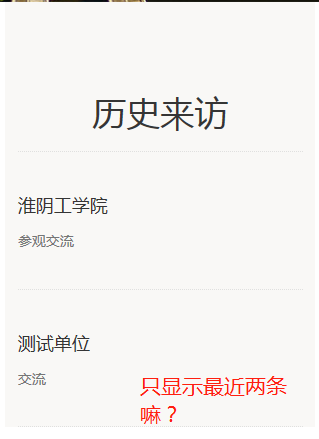 历史来访
淮阴工学院
参观交流
测试单位
交流
只显示最近两条
嘛？